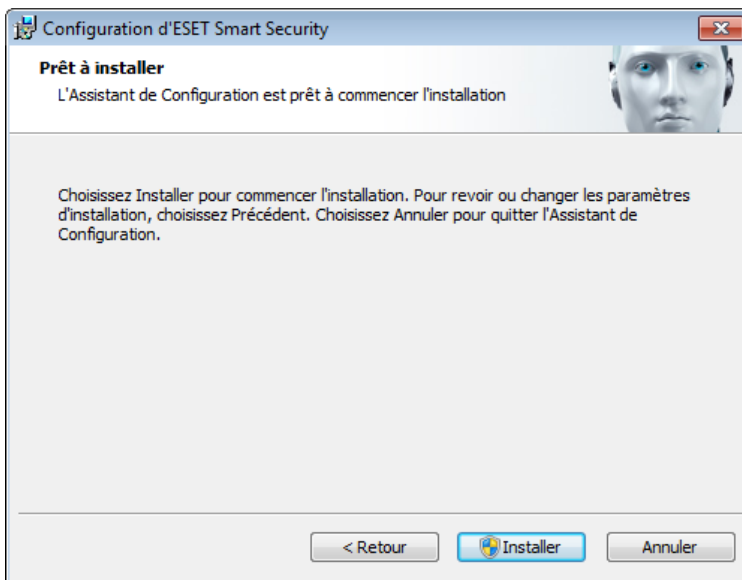 Configuration d'ESET Smart Security
Prêt à installer
L'Assistant de Configuration est prêt à commencer l'installation
Choisissez Installer pour commencer l'installation. Pour revoir ou changer les paramètres
d'installation, choisissez Précédent. Choisissez Annuler pour quitter l'Assistant de
Configuration.
< Retour
Installer
Annuler